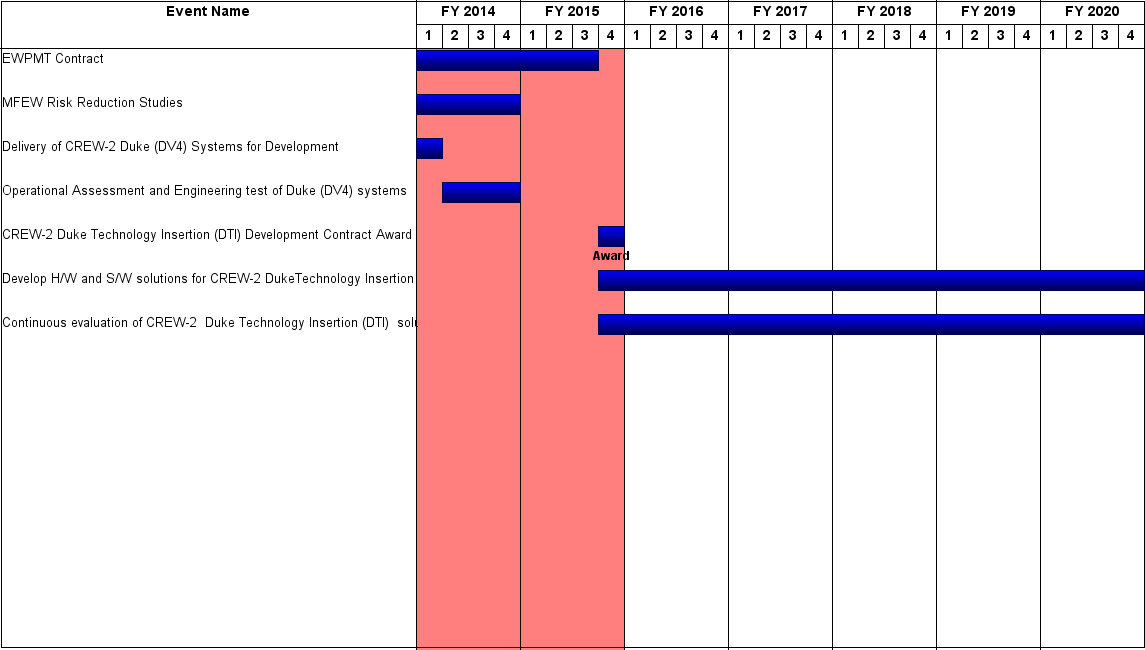 Event Name FY 2014 FY 2015 FY 2016 FY 2017 FY 2018 FY 2019 FY 2020
1 2 3 4 1 2 3 4 1 2 3 4 1 2 3 4 1 2 3 4 1 2 3 4 1 2 3 4
EWPMT Contract
MFEW Risk Reduction Studies
Delivery of CREW-2 Duke (DV4) Systems for Development
Operational Assessment and Engineering test of Duke (DV4) systems
CREW-2 Duke Technology Insertion (DTI) Development Contract Award
Award
Develop H/W and S/W solutions for CREW-2 DukeTechnology Insertion
Continuous evaluation of CREW-2 Duke Technology Insertion (DTI)